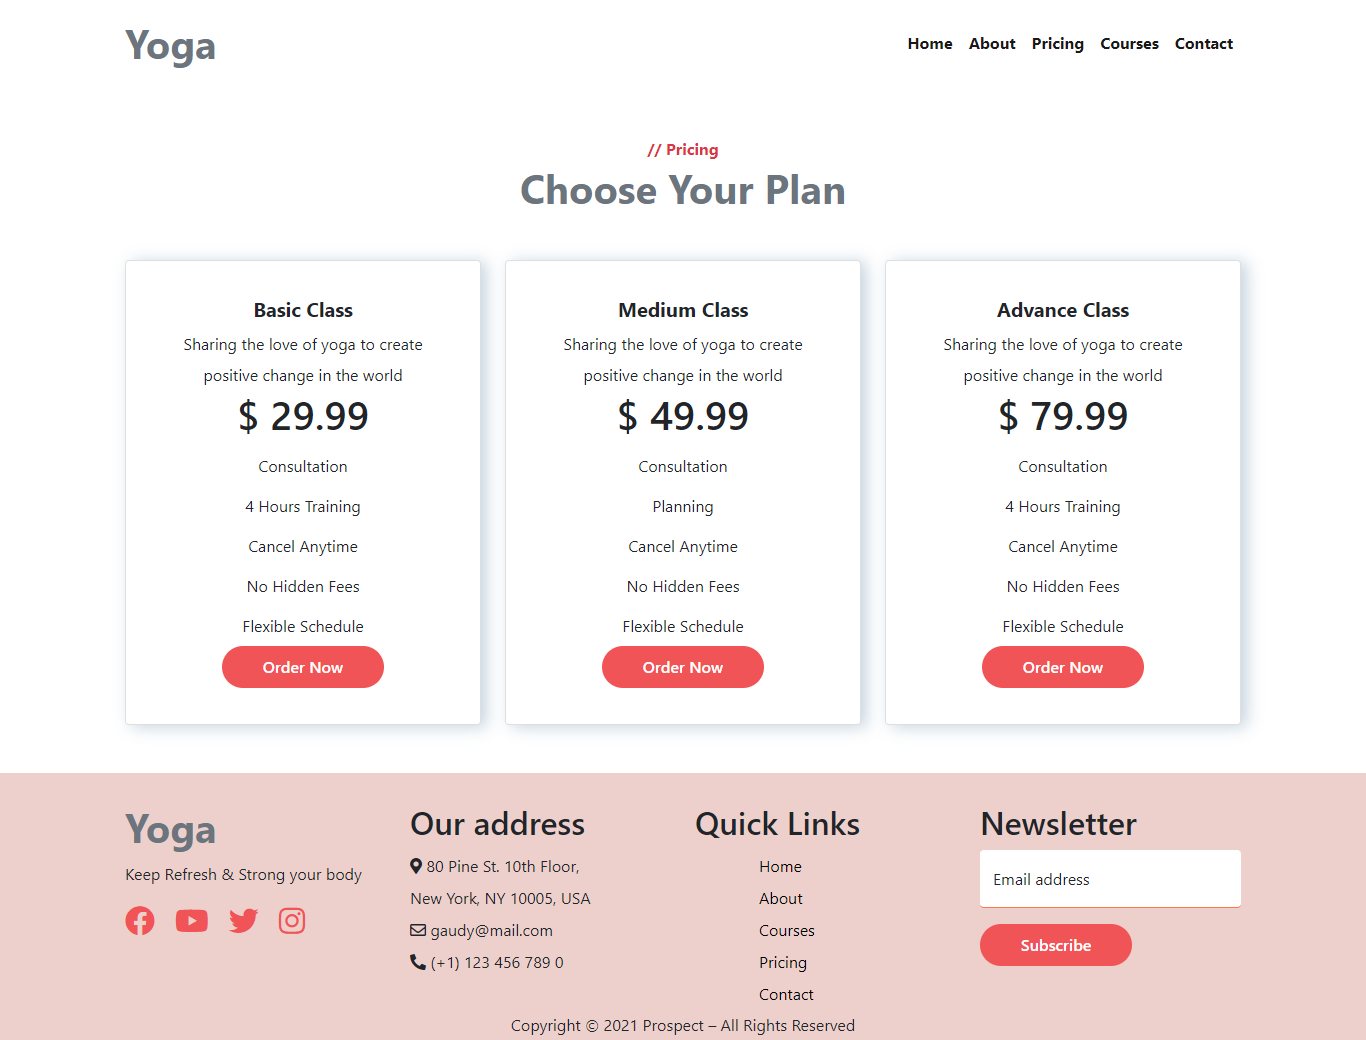 Yoga
Home About Pricing Courses Contact
// Pricing
Choose Your Plan
Basic Class
Sharing the love of yoga to create
positive change in the world
$ 29.99
Consultation
4 Hours Training
Cancel Anytime
No Hidden Fees
Flexible Schedule
Order Now
Medium Class
Sharing the love of yoga to create
positive change in the world
$ 49.99
Consultation
Planning
Cancel Anytime
No Hidden Fees
Flexible Schedule
Order Now
Advance Class
Sharing the love of yoga to create
positive change in the world
$ 79.99
Consultation
4 Hours Training
Cancel Anytime
No Hidden Fees
Flexible Schedule
Order Now
Yoga
Keep Refresh & Strong your body
Our address
80 Pine St. 10th Floor,
New York, NY 10005, USA
gaudy@mail.com
(+1) 123 456 789 0
Quick Links
Home
About
Courses
Pricing
Contact
Newsletter
Email address
Subscribe
Copyright © 2021 Prospect – All Rights Reserved